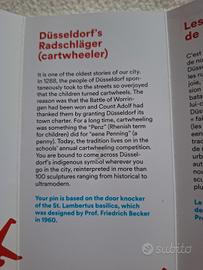 Düsseldorf's
Radschläger
(cartwheeler)
It is one of the oldest stories of our city.
In 1288, the people of Düsseldorf spon-
taneously took to the streets so overjoyed
that the children turned cartwheels. The
reason was that the Battle of Worrin-
gen had been won and Count Adolf had
thanked them by granting Düsseldorf its
town charter. For a long time, cartwheeling
was something the "Penz" (Rhenish term
for children) did for "eene Penning" (a
penny). Today, the tradition lives on in the
schools' annual cartwheeling competition.
You are bound to come across Düssel-
dorf's indigenous symbol wherever you
go in the city, reinterpreted in more than
100 sculptures ranging from historical to
ultramodern.
Your pin is based on the door knocker
of the St. Lambertus basilica, which
was designed by Prof. Friedrich Becker
in 1960.
Les
de
subito